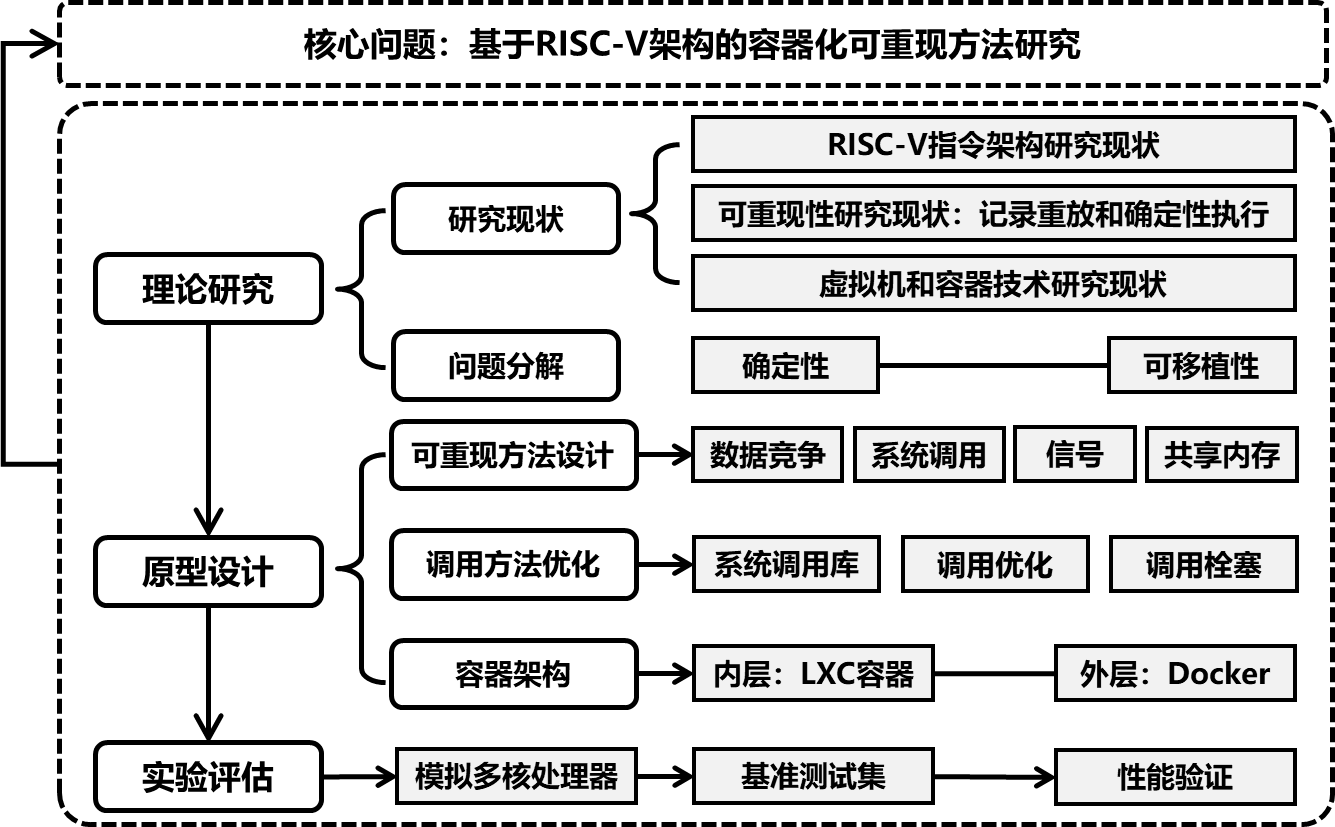 核心问题：基于RISC-V架构的容器化可重现方法研究
RISC-V指令架构研究现状
研究现状
可重现性研究现状：记录重放和确定性执行
理论研究
虚拟机和容器技术研究现状
问题分解
确定性
可移植性
可重现方法设计
数据竞争
系统调用
信号
共享内存
原型设计
调用方法优化
系统调用库
调用优化
调用栓塞
容器架构
内层：LXC容器
外层：Docker
实验评估
模拟多核处理器
基准测试集
性能验证